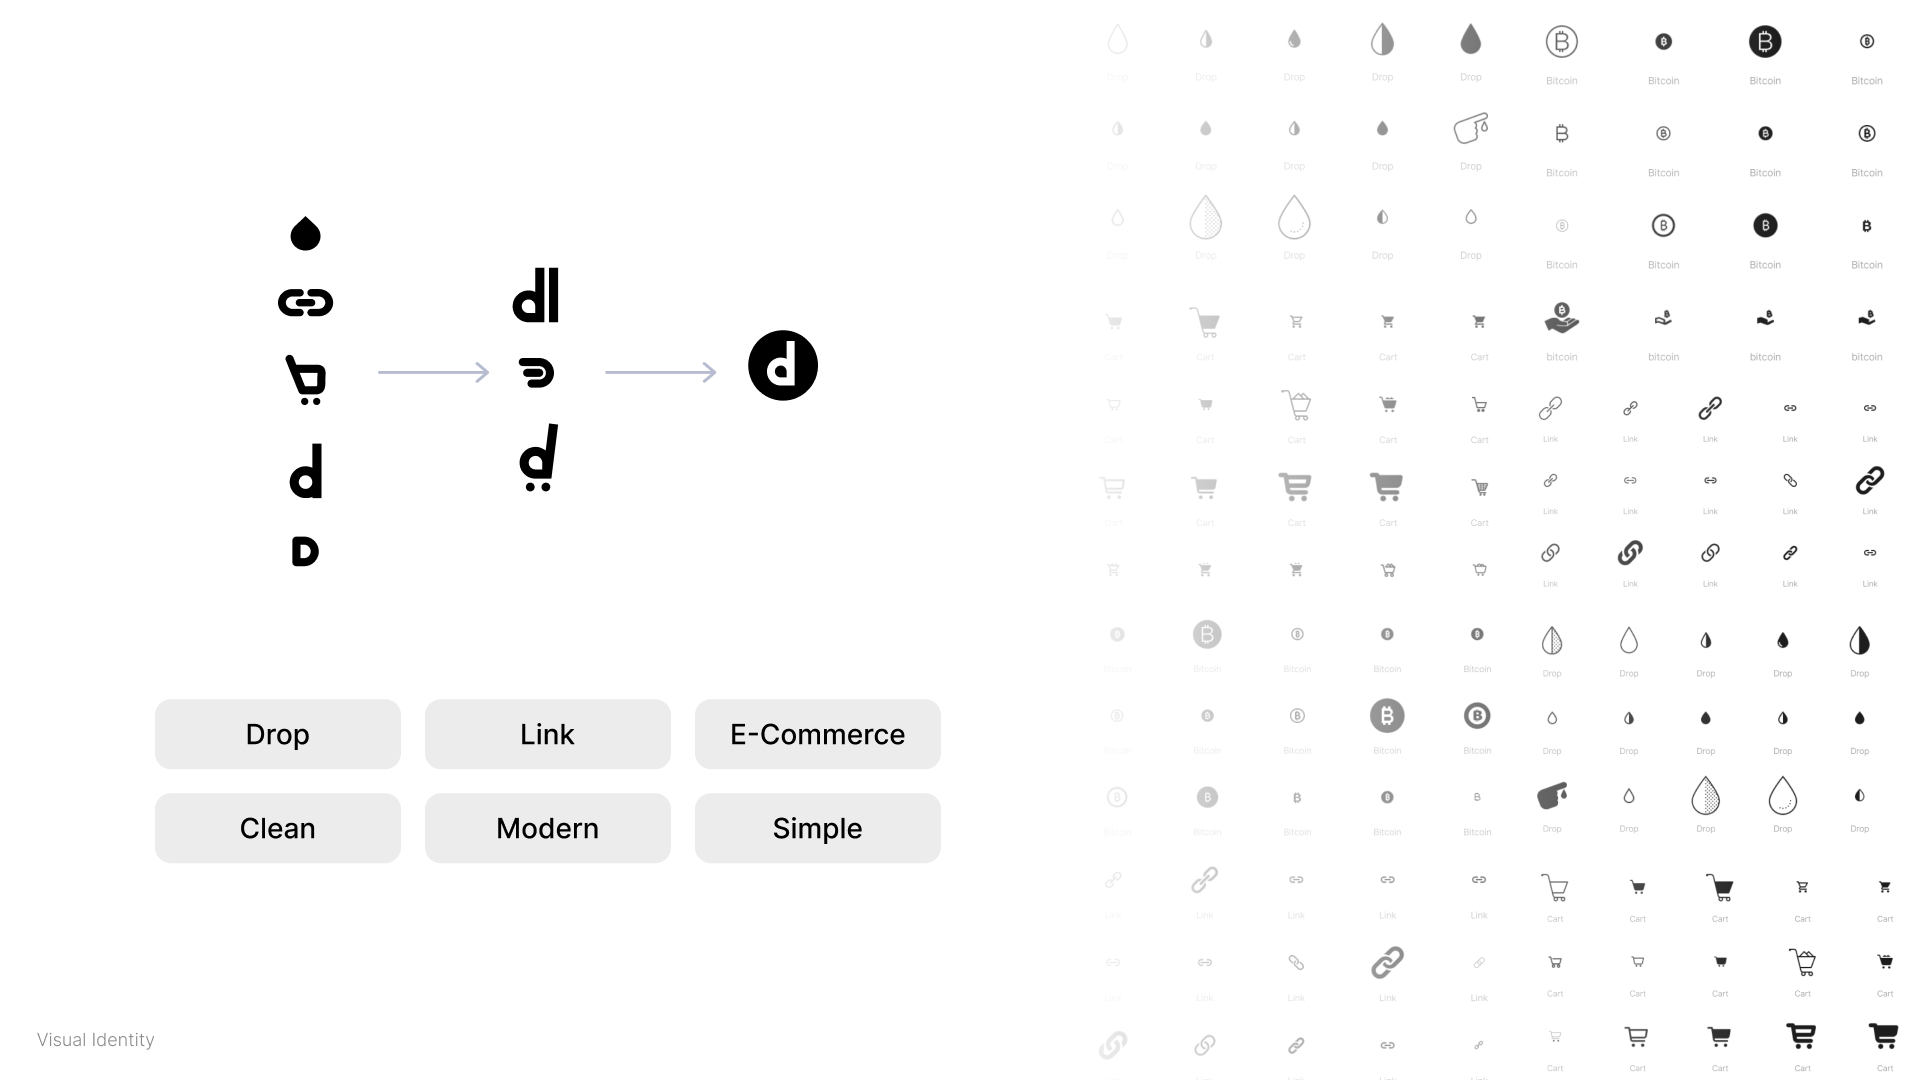 Drop Drop Drop Drop Drop Bitcoin Bitcoin Bitcoin Bitcoin
Drop Drop Drop Drop Drop Bitcoin Bitcoin Bitcoin Bitcoin
Drop Drop Drop Drop Drop Bitcoin Bitcoin Bitcoin Bitcoin
Cart Cart Cart Cart Cart bitcoin bitcoin bitcoin bitcoin
Cart Cart Cart Cart Cart Link Link Link Link Link
Cart Cart Cart Cart Cart Link Link Link Link Link
Link Link Link Link Link
Bitcoin Bitcoin Bitcoin Bitcoin Bitcoin Drop Drop Drop Drop Drop
Bitcoin Bitcoin Bitcoin Bitcoin Bitcoin Drop Drop Drop Drop Drop
Bitcoin Bitcoin Bitcoin Bitcoin Bitcoin Drop Drop Drop Drop Drop
Link Link Link Link Link Cart Cart Cart Cart Cart
Link Link Link Link Link Cart Cart Cart Cart Cart
Cart Cart Cart Cart Cart
dl
d
d
d
D
Drop Link E-Commerce
Clean Modern Simple
Visual Identity